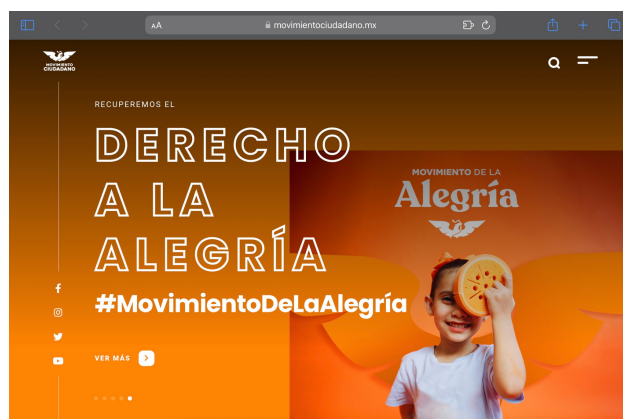 AA
movimientociudadano.mx
MOVIMIENTO
CIUDADANO
RECUPEREMOS EL
DERECHO
A LA
ALEGRÍA
#MovimientoDeLaAlegría
VER MÁS
MOVIMIENTO DE LA
Alegría